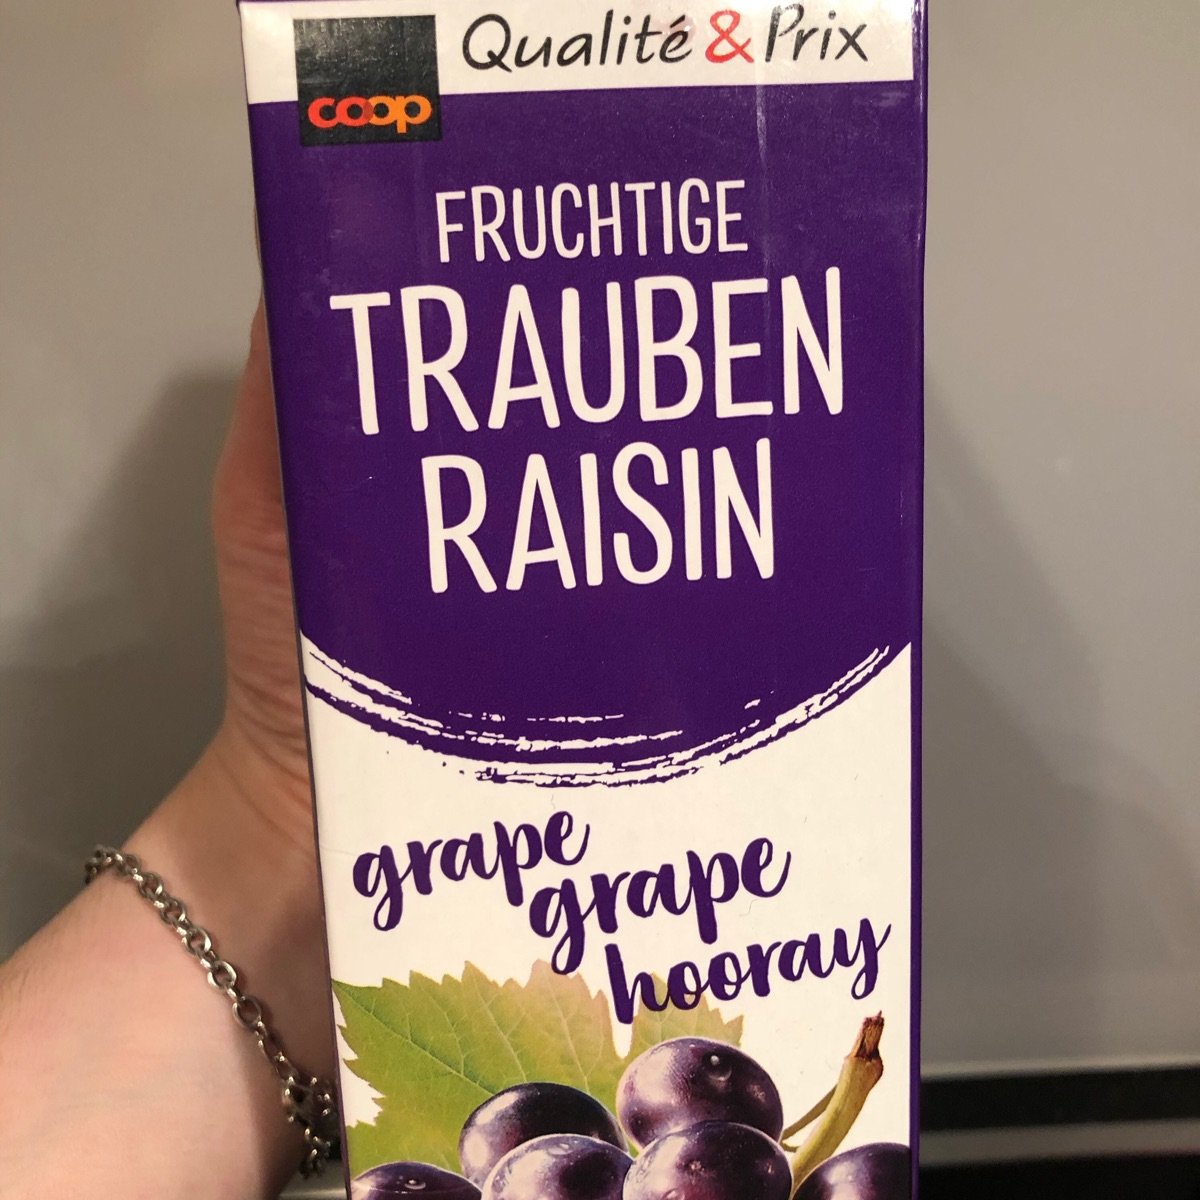 Qualité & Prix
coop
FRUCHTIGE
TRAUBEN
RAISIN
grape
grape
hooray